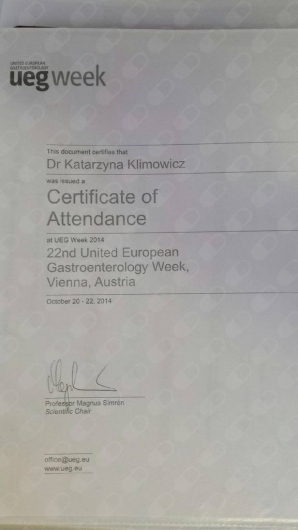 UNITED EUROPEAN
GASTROENTEROLOGY
ueg week
This document certifies that
Dr Katarzyna Klimowicz
was issued a
Certificate of
Attendance
at UEG Week 2014
22nd United European
Gastroenterology Week,
Vienna, Austria
October 20 - 22, 2014
Professor Magnus Simrén
Scientific Chair
office@ueg.eu
www.ueg.eu